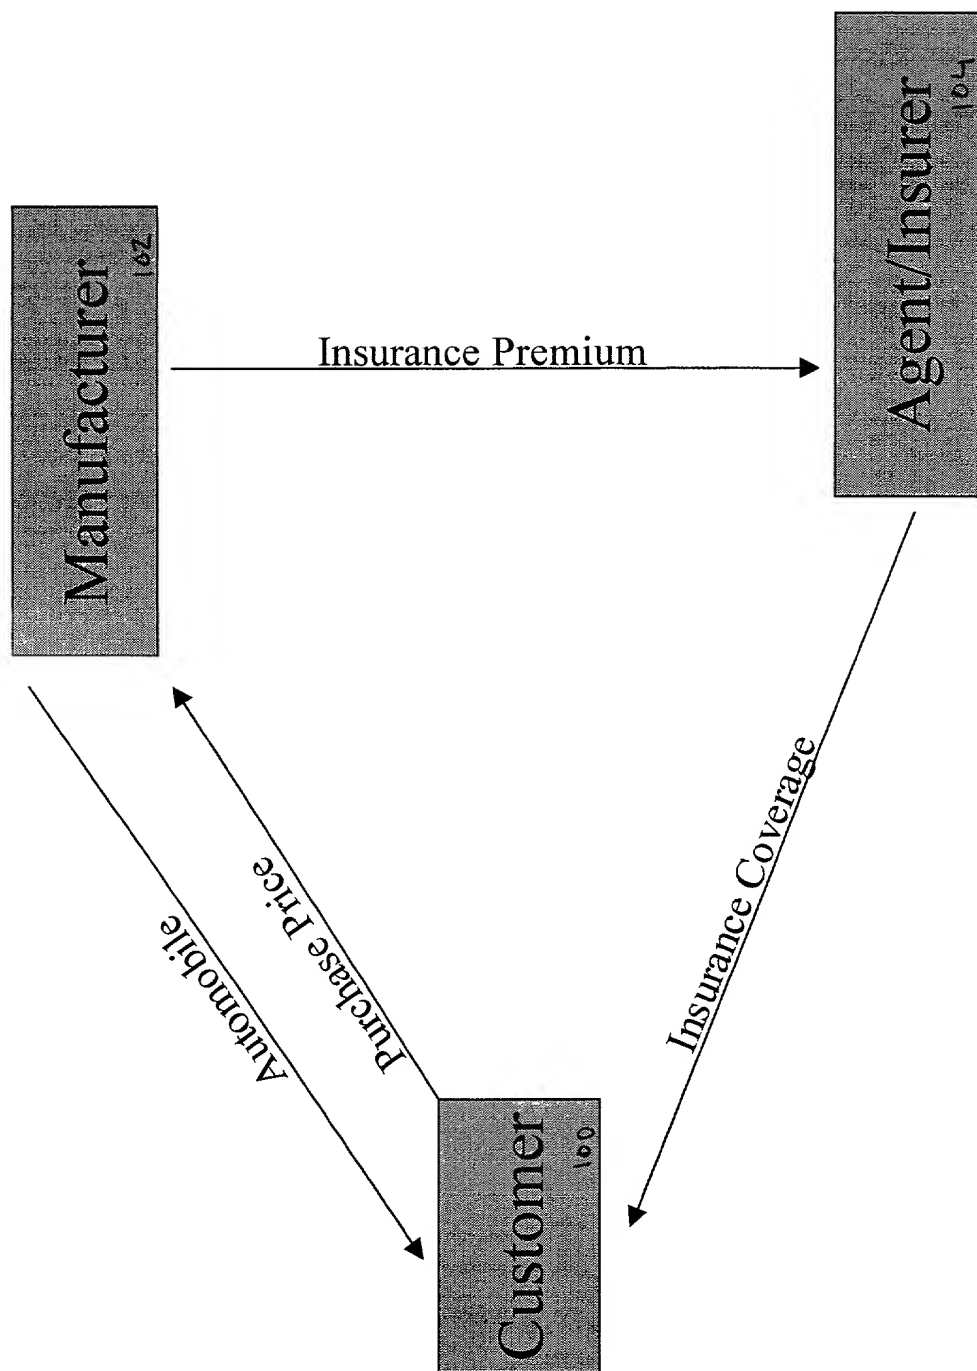 Manufacturer
102
Agent/Insurer
104
Insurance Premium
Automobile
Purchase Price
Insurance Coverage
Customer
100